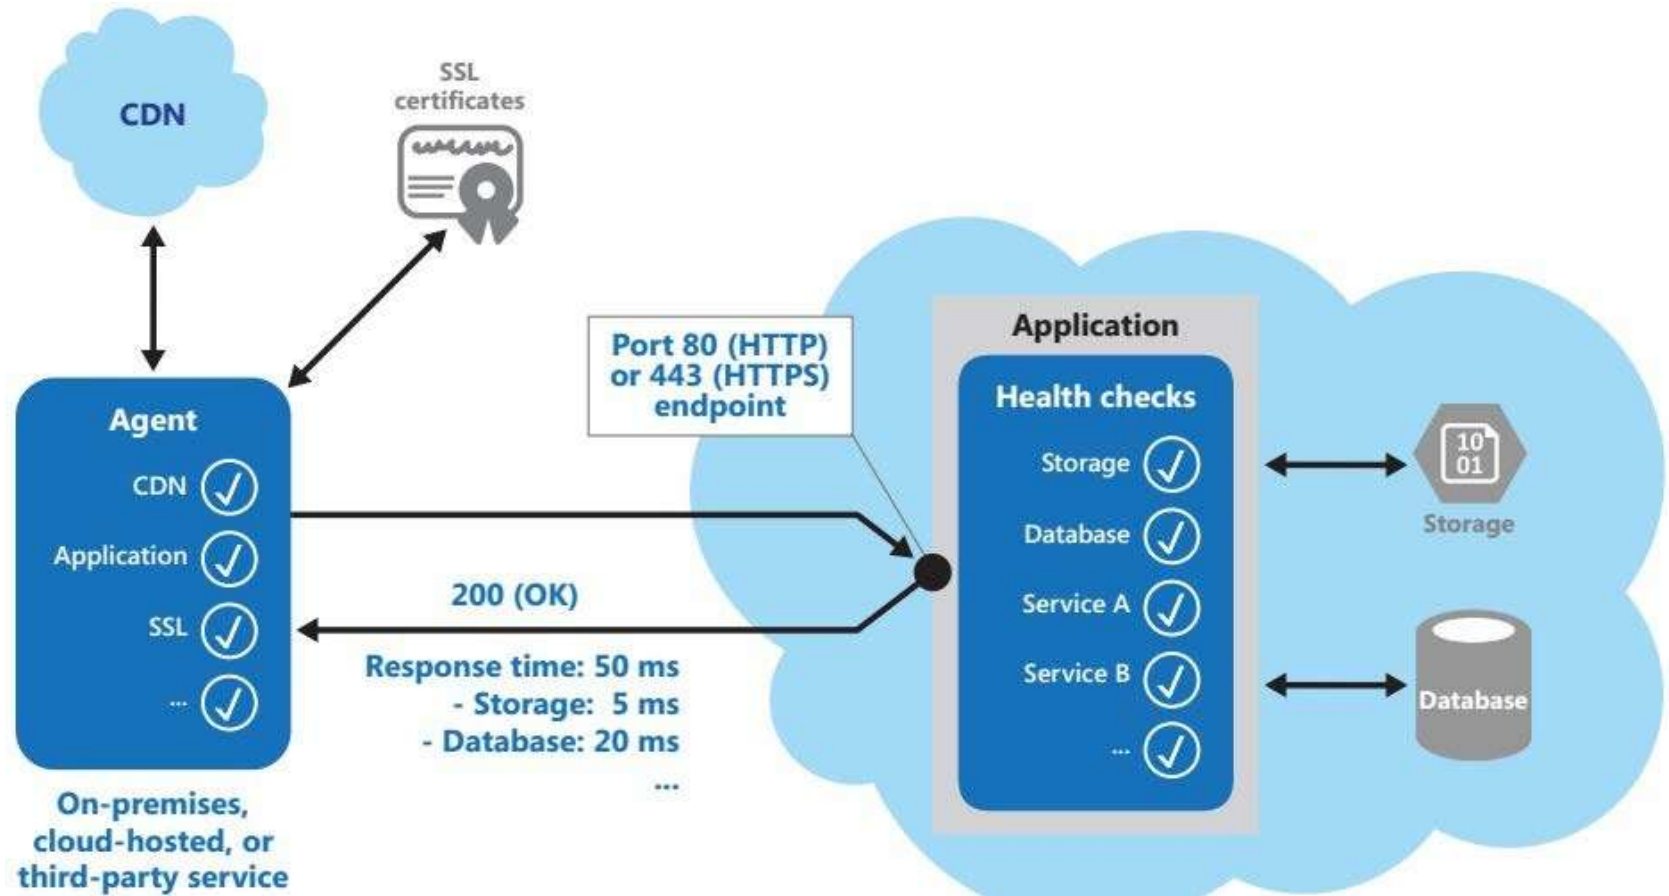 CDN
SSL
certificates
Agent
CDN
Application
SSL
...
On-premises,
cloud-hosted, or
third-party service
200 (OK)
Response time: 50 ms
- Storage: 5 ms
- Database: 20 ms
...
Port 80 (HTTP)
or 443 (HTTPS)
endpoint
Application
Health checks
Storage
Database
Service A
Service B
...
10
01
Storage
Database